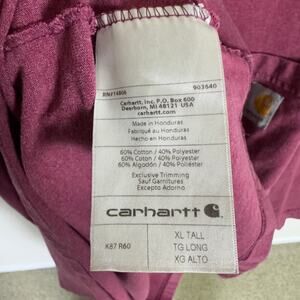 RN#14806 903640
Carhartt, Inc. P.O. Box 600
Dearborn, MI 48121 USA
carhartt.com
Made in Honduras
Fabriqué au Honduras
Hecho en Honduras
60% Cotton / 40% Polyester
60% Coton / 40% Polyester
60% Algodón / 40% Poliéster
Exclusive Trimming
Sauf Garnitures
Excepto Adorno
carhartt
K87 R60
XL TALL
TG LONG
XG ALTO